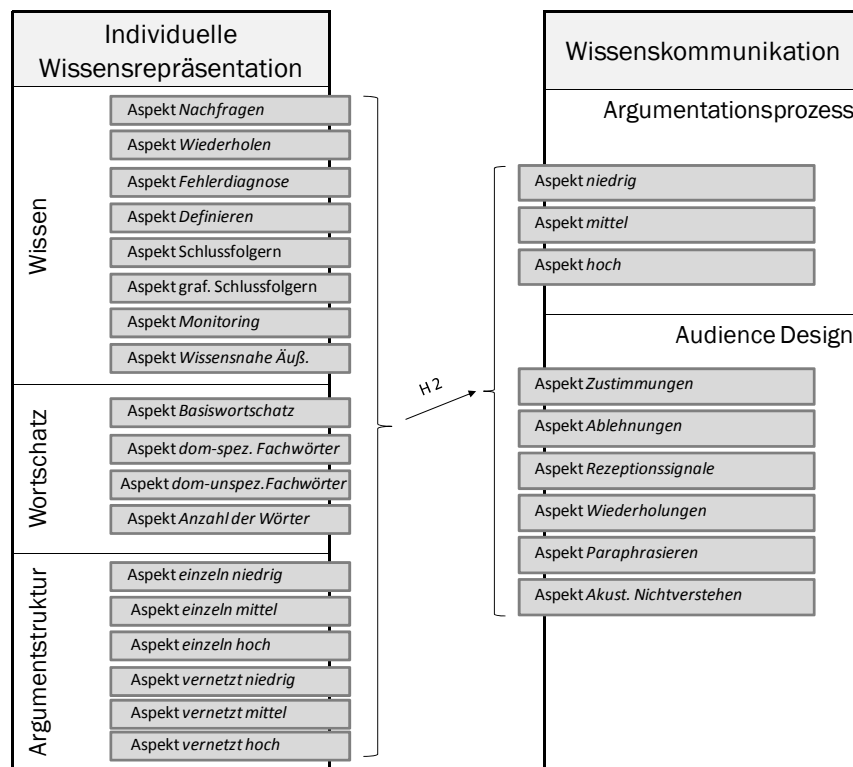 Individuelle
Wissensrepräsentation
Wissen
Aspekt Nachfragen
Aspekt Wiederholen
Aspekt Fehlerdiagnose
Aspekt Definieren
Aspekt Schlussfolgern
Aspekt graf. Schlussfolgern
Aspekt Monitoring
Aspekt Wissensnahe Äuß.
Wortschatz
Aspekt Basiswortschatz
Aspekt dom-spez. Fachwörter
Aspekt dom-unspez.Fachwörter
Aspekt Anzahl der Wörter
Argumentstruktur
Aspekt einzeln niedrig
Aspekt einzeln mittel
Aspekt einzeln hoch
Aspekt vernetzt niedrig
Aspekt vernetzt mittel
Aspekt vernetzt hoch
H 2
Wissenskommunikation
Argumentationsprozess
Aspekt niedrig
Aspekt mittel
Aspekt hoch
Audience Design
Aspekt Zustimmungen
Aspekt Ablehnungen
Aspekt Rezeptionssignale
Aspekt Wiederholungen
Aspekt Paraphrasieren
Aspekt Akust. Nichtverstehen